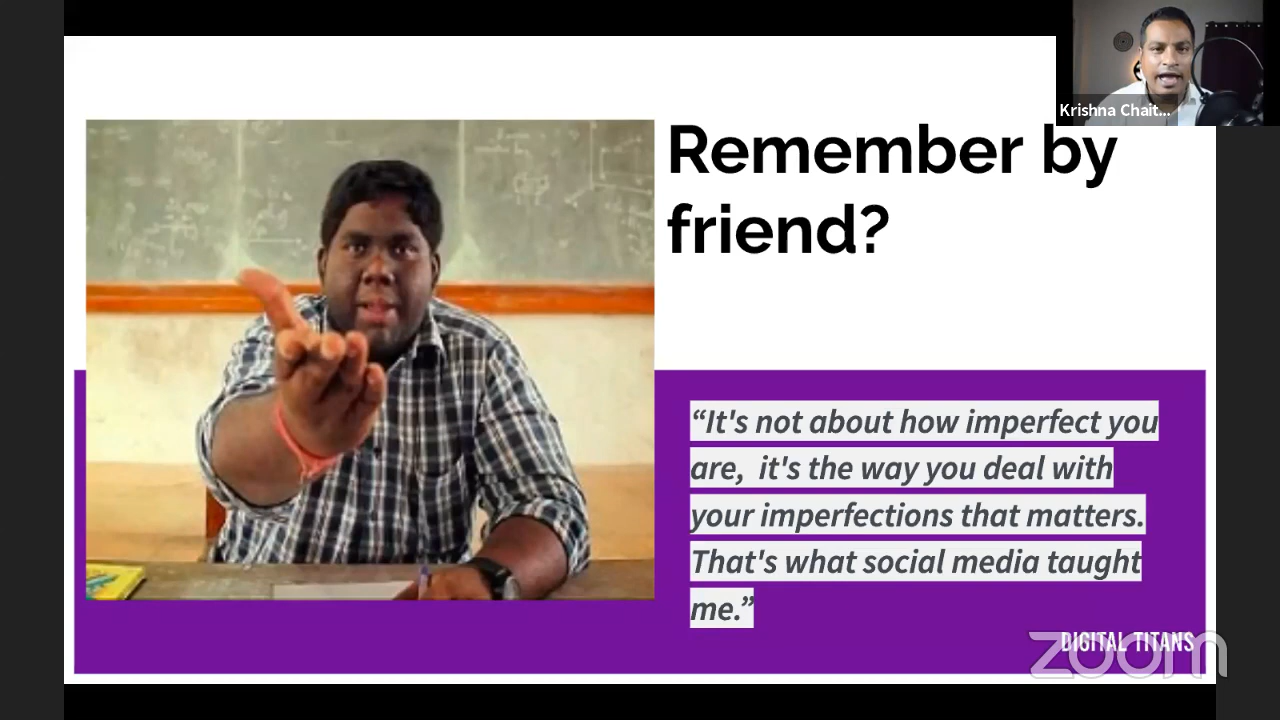 Krishna Chait...
Remember by
friend?
“It's not about how imperfect you
are,  it's the way you deal with
your imperfections that matters.
That's what social media taught
me.”
DIGITAL TITANS
zoom